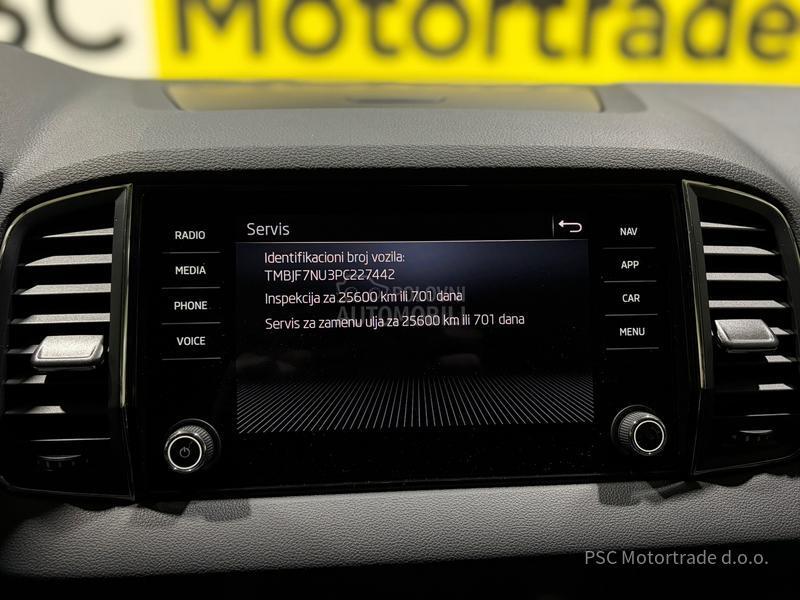 SC Motortrade
RADIO
MEDIA
PHONE
VOICE
Servis
Identifikacioni broj vozila:
TMBJF7NU3PC227442
Inspekcija za 25600 km ili 701 dana
Servis za zamenu ulja za 25600 km ili 701 dana
POLOVNI
AUTOMOBILI
NAV
APP
CAR
MENU
PSC Motortrade d.o.o.